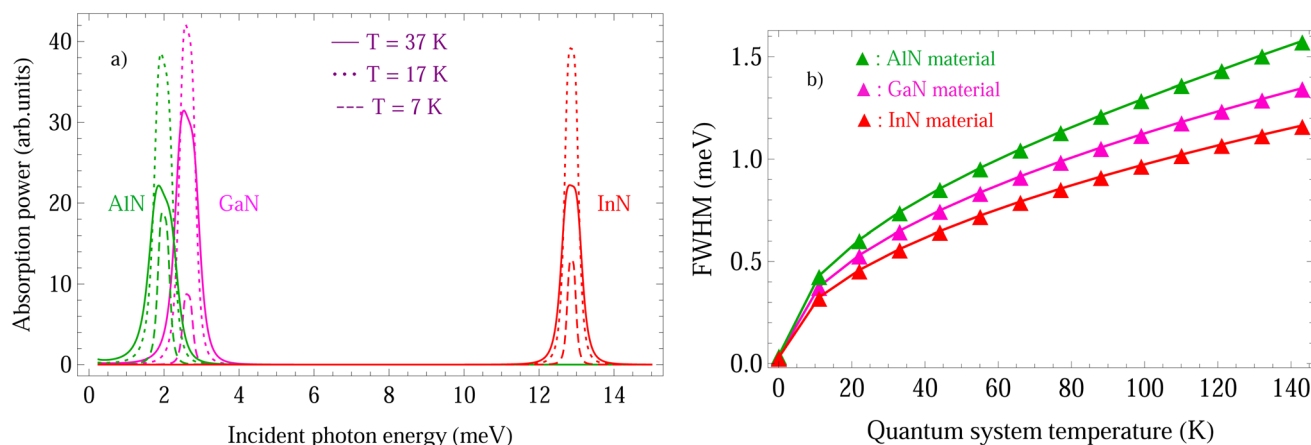 a)
T = 37 K
T = 17 K
T = 7 K
AlN
GaN
InN
Absorption power (arb.units)
0
10
20
30
40
0 2 4 6 8 10 12 14
Incident photon energy (meV)
b)
: AlN material
: GaN material
: InN material
FWHM (meV)
0.0
0.5
1.0
1.5
0 20 40 60 80 100 120 140
Quantum system temperature (K)